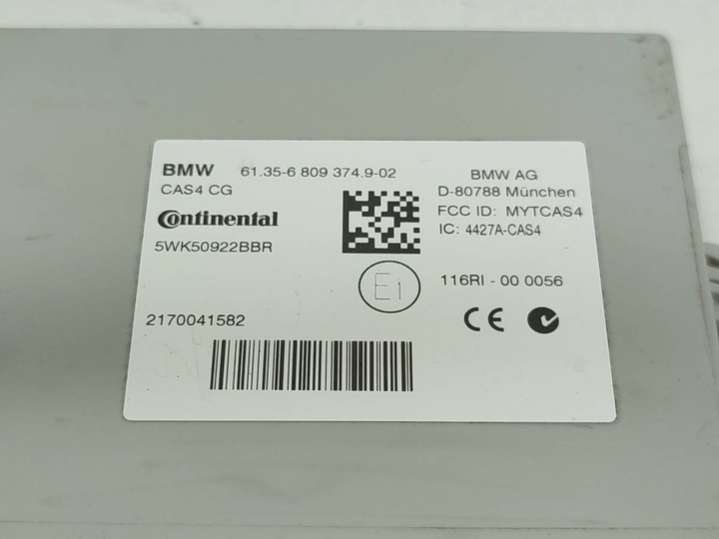 BMW 61.35-6 809 374.9-02
CAS4 CG
Continental
5WK50922BBR
2170041582
BMW AG
D-80788 München
FCC ID: MYTCAS4
IC: 4427A-CAS4
E1
116RI - 00 0056
CE